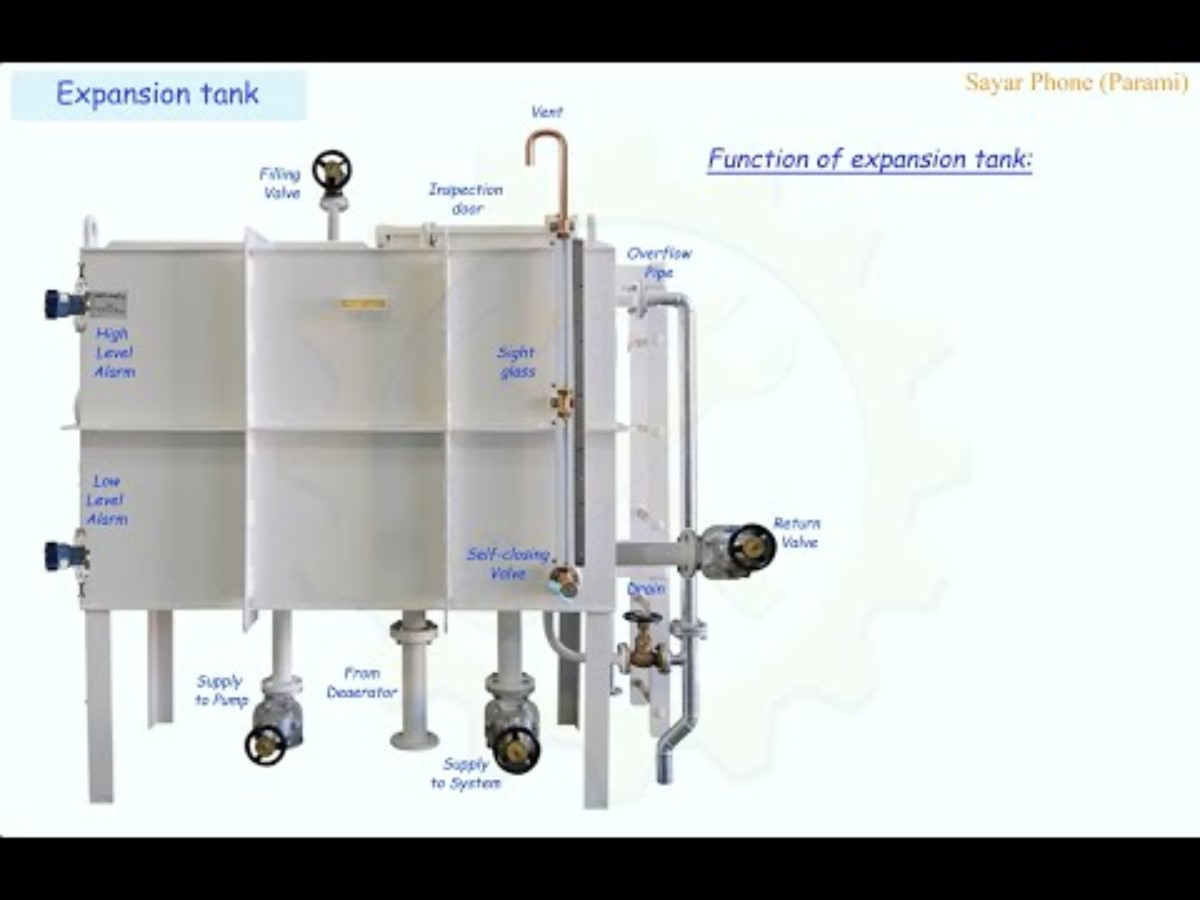 Expansion tank
Sayar Phone (Parami)
Vent
Function of expansion tank:
Filling
Valve
Inspection
door
Overflow
Pipe
High
Level
Alarm
Sight
glass
Low
Level
Alarm
Return
Valve
Self-closing
Valve
Drain
Supply
to Pump
From
Deaerator
Supply
to System